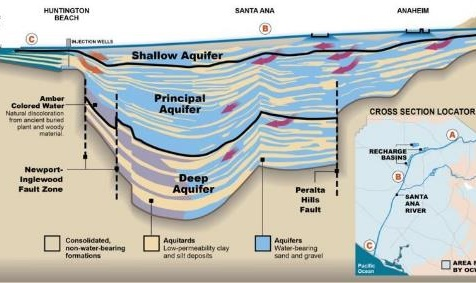 HUNTINGTON
BEACH
SANTA ANA
ANAHEIM
C
B
INJECTION WELLS
Shallow Aquifer
Principal
Aquifer
Deep
Aquifer
Amber
Colored Water
Natural discoloration
from ancient buried
plant and woody
material.
Newport-
Inglewood
Fault Zone
Peralta
Hills
Fault
Consolidated,
non-water-bearing
formations
Aquitards
Low-permeability clay
and silt deposits
Aquifers
Water-bearing
sand and gravel
CROSS SECTION LOCATOR
A
RECHARGE
BASINS
B
SANTA
ANA
RIVER
C
Pacific
Ocean
AREA
BY